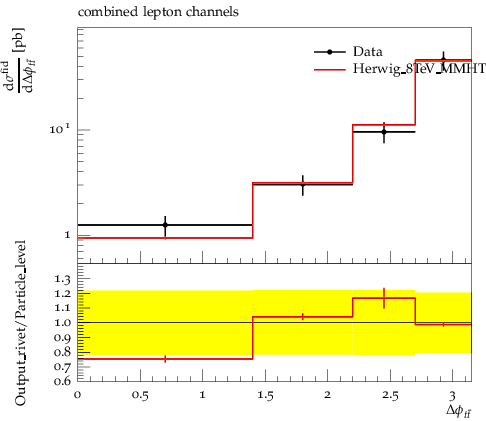 combined lepton channels
dσ^fid / dΔϕ_tt̄ [pb]
Data
Herwig_8TeV_MMHT
10^1
1
Output_rivet/Particle_level
1.3
1.2
1.1
1.0
0.9
0.8
0.7
0.6
0 0.5 1 1.5 2 2.5 3
Δϕ_tt̄